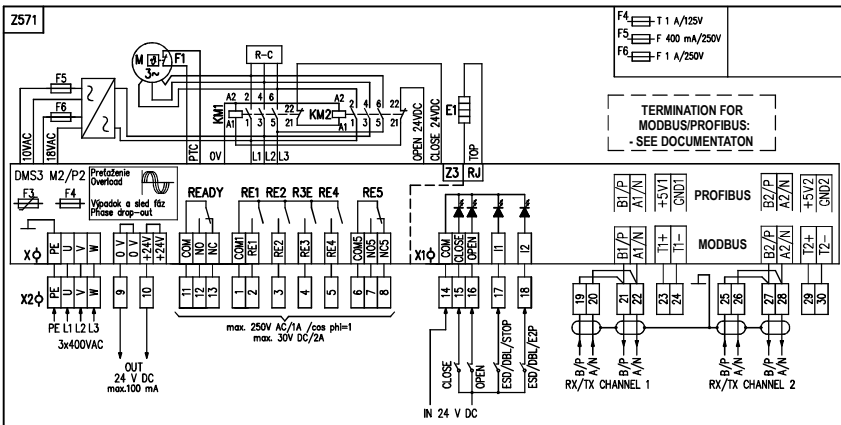 Z571
F4 T 1 A/125V
F5 F 400 mA/250V
F6 F 1 A/250V
M
3~
F1
R-C
F5
F6
A2
2 4 6
22
KM1
A1
1 3 5
21
A2
2 4 6
22
KM2
A1
1 3 5
21
E1
TERMINATION FOR
MODBUS/PROFIBUS:
- SEE DOCUMENTATON
10VAC
18VAC
PTC
0V
L1 L2 L3
OPEN 24VDC
CLOSE 24VDC
TOP
Z3 RJ
DMS3 M2/P2
Preťaženie
Overload
Výpadok a sled fáz
Phase drop-out
F3
F4
READY
RE1 RE2 R3E RE4
RE5
PROFIBUS
B1/P A1/N +5V1 GND1
B2/P A2/N +5V2 GND2
MODBUS
B1/P A1/N T1+ T1-
B2/P A2/N T2+ T2-
X
PE U V W
0 V 0 V +24V +24V
COM NO NC
COM1 RE1 RE2 RE3 RE4
COM5 NO5 NC5
X1
COM CLOSE OPEN I1 I2
X2
PE U V W
9 10
11 12 13
1 2 3 4 5
6 7 8
14 15 16 17 18
19 20 21 22 23 24
25 26 27 28 29 30
PE L1 L2 L3
3x400VAC
OUT
24 V DC
max.100 mA
max. 250V AC/1A /cos phi=1
max. 30V DC/2A
CLOSE
OPEN
ESD/DBL/STOP
ESD/DBL/E2P
IN 24 V DC
B/P A/N B/P A/N
RX/TX CHANNEL 1
B/P A/N B/P A/N
RX/TX CHANNEL 2